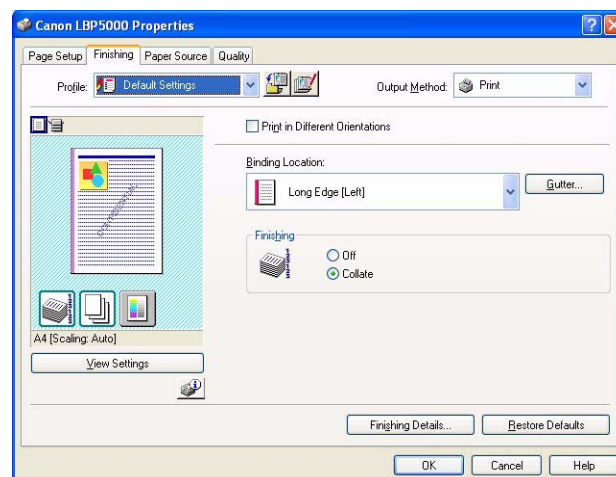 Canon LBP5000 Properties
Page Setup Finishing Paper Source Quality
Profile: Default Settings Output Method: Print
Print in Different Orientations
Binding Location:
Long Edge [Left] Gutter...
Finishing
Off
Collate
CONFIDENTIAL
A4 [Scaling: Auto]
View Settings
Finishing Details... Restore Defaults
OK Cancel Help